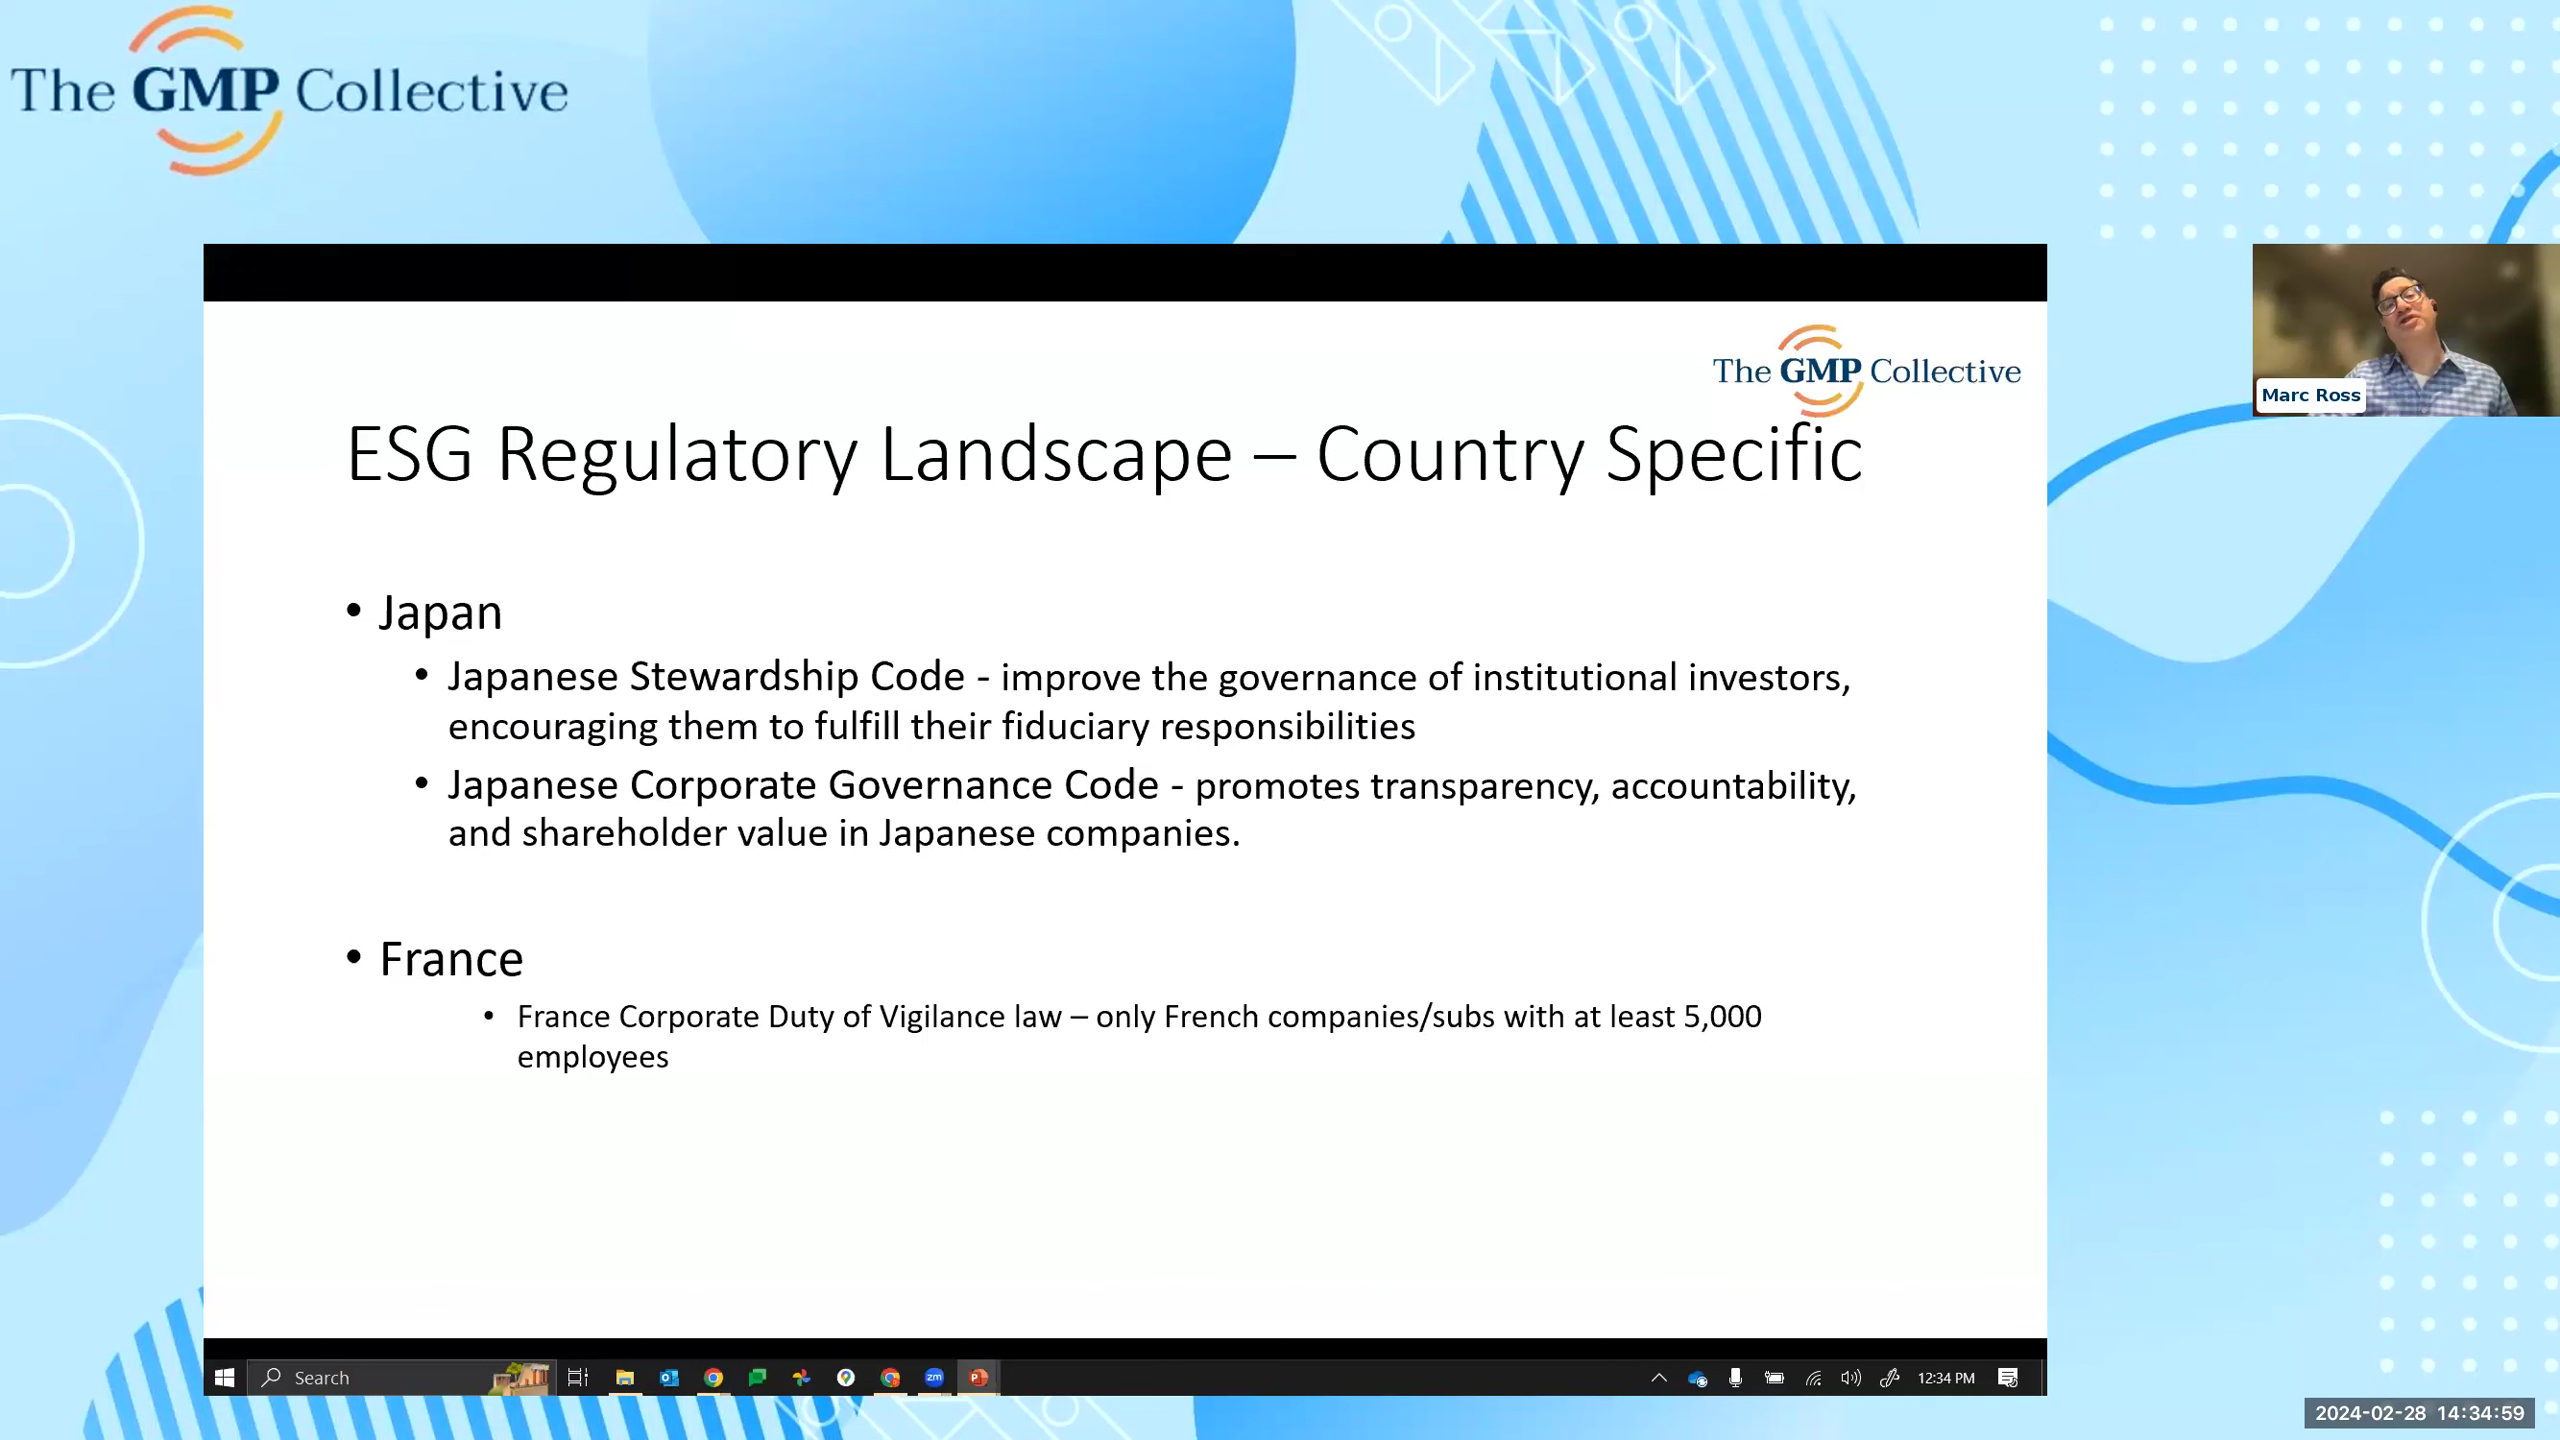 The GMP Collective
The GMP Collective
Marc Ross
ESG Regulatory Landscape – Country Specific
• Japan
• Japanese Stewardship Code - improve the governance of institutional investors,
encouraging them to fulfill their fiduciary responsibilities
• Japanese Corporate Governance Code - promotes transparency, accountability,
and shareholder value in Japanese companies.
• France
• France Corporate Duty of Vigilance law – only French companies/subs with at least 5,000
employees
Search
zm
12:34 PM
2024-02-28 14:34:59